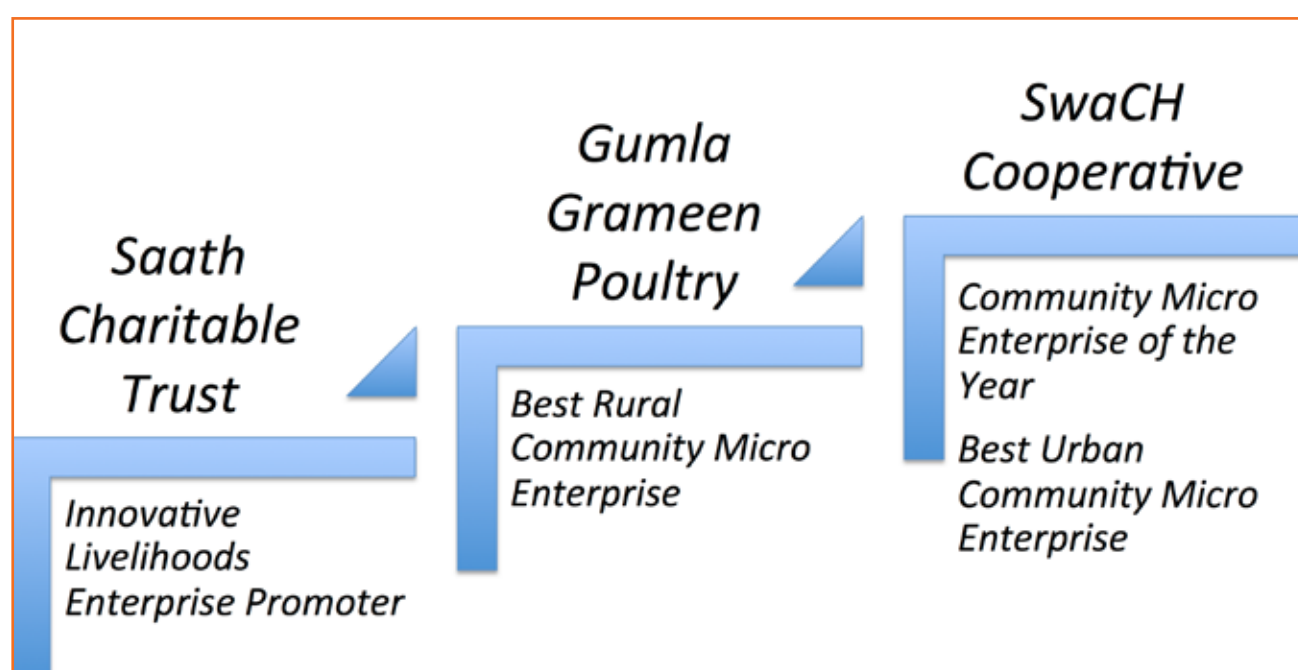 Saath
Charitable
Trust
Innovative
Livelihoods
Enterprise Promoter
Gumla
Grameen
Poultry
Best Rural
Community Micro
Enterprise
SwaCH
Cooperative
Community Micro
Enterprise of the
Year
Best Urban
Community Micro
Enterprise